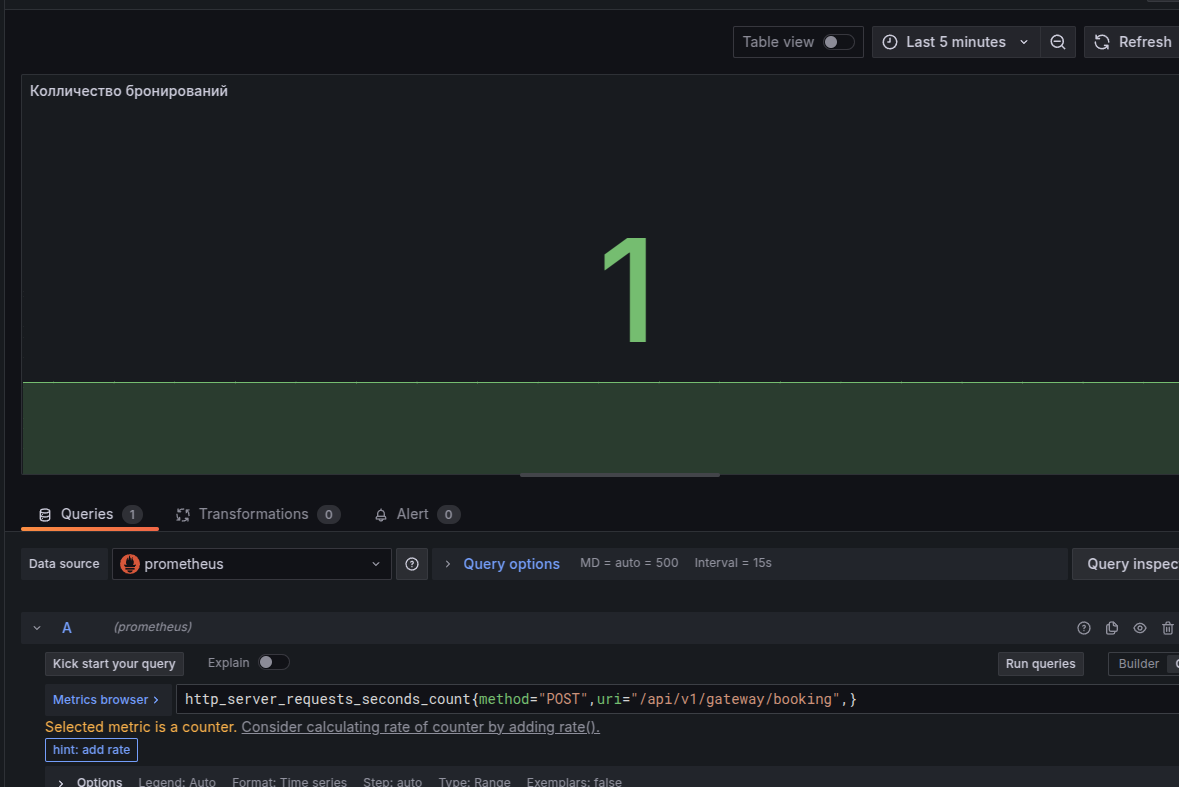 Table view Last 5 minutes Refresh
Колличество бронирований
1
Queries 1 Transformations 0 Alert 0
Data source prometheus Query options MD = auto = 500 Interval = 15s Query inspec
A (prometheus)
Kick start your query Explain Run queries Builder
Metrics browser > http_server_requests_seconds_count{method="POST",uri="/api/v1/gateway/booking",}
Selected metric is a counter. Consider calculating rate of counter by adding rate().
hint: add rate
Options Legend: Auto Format: Time series Step: auto Type: Range Exemplars: false